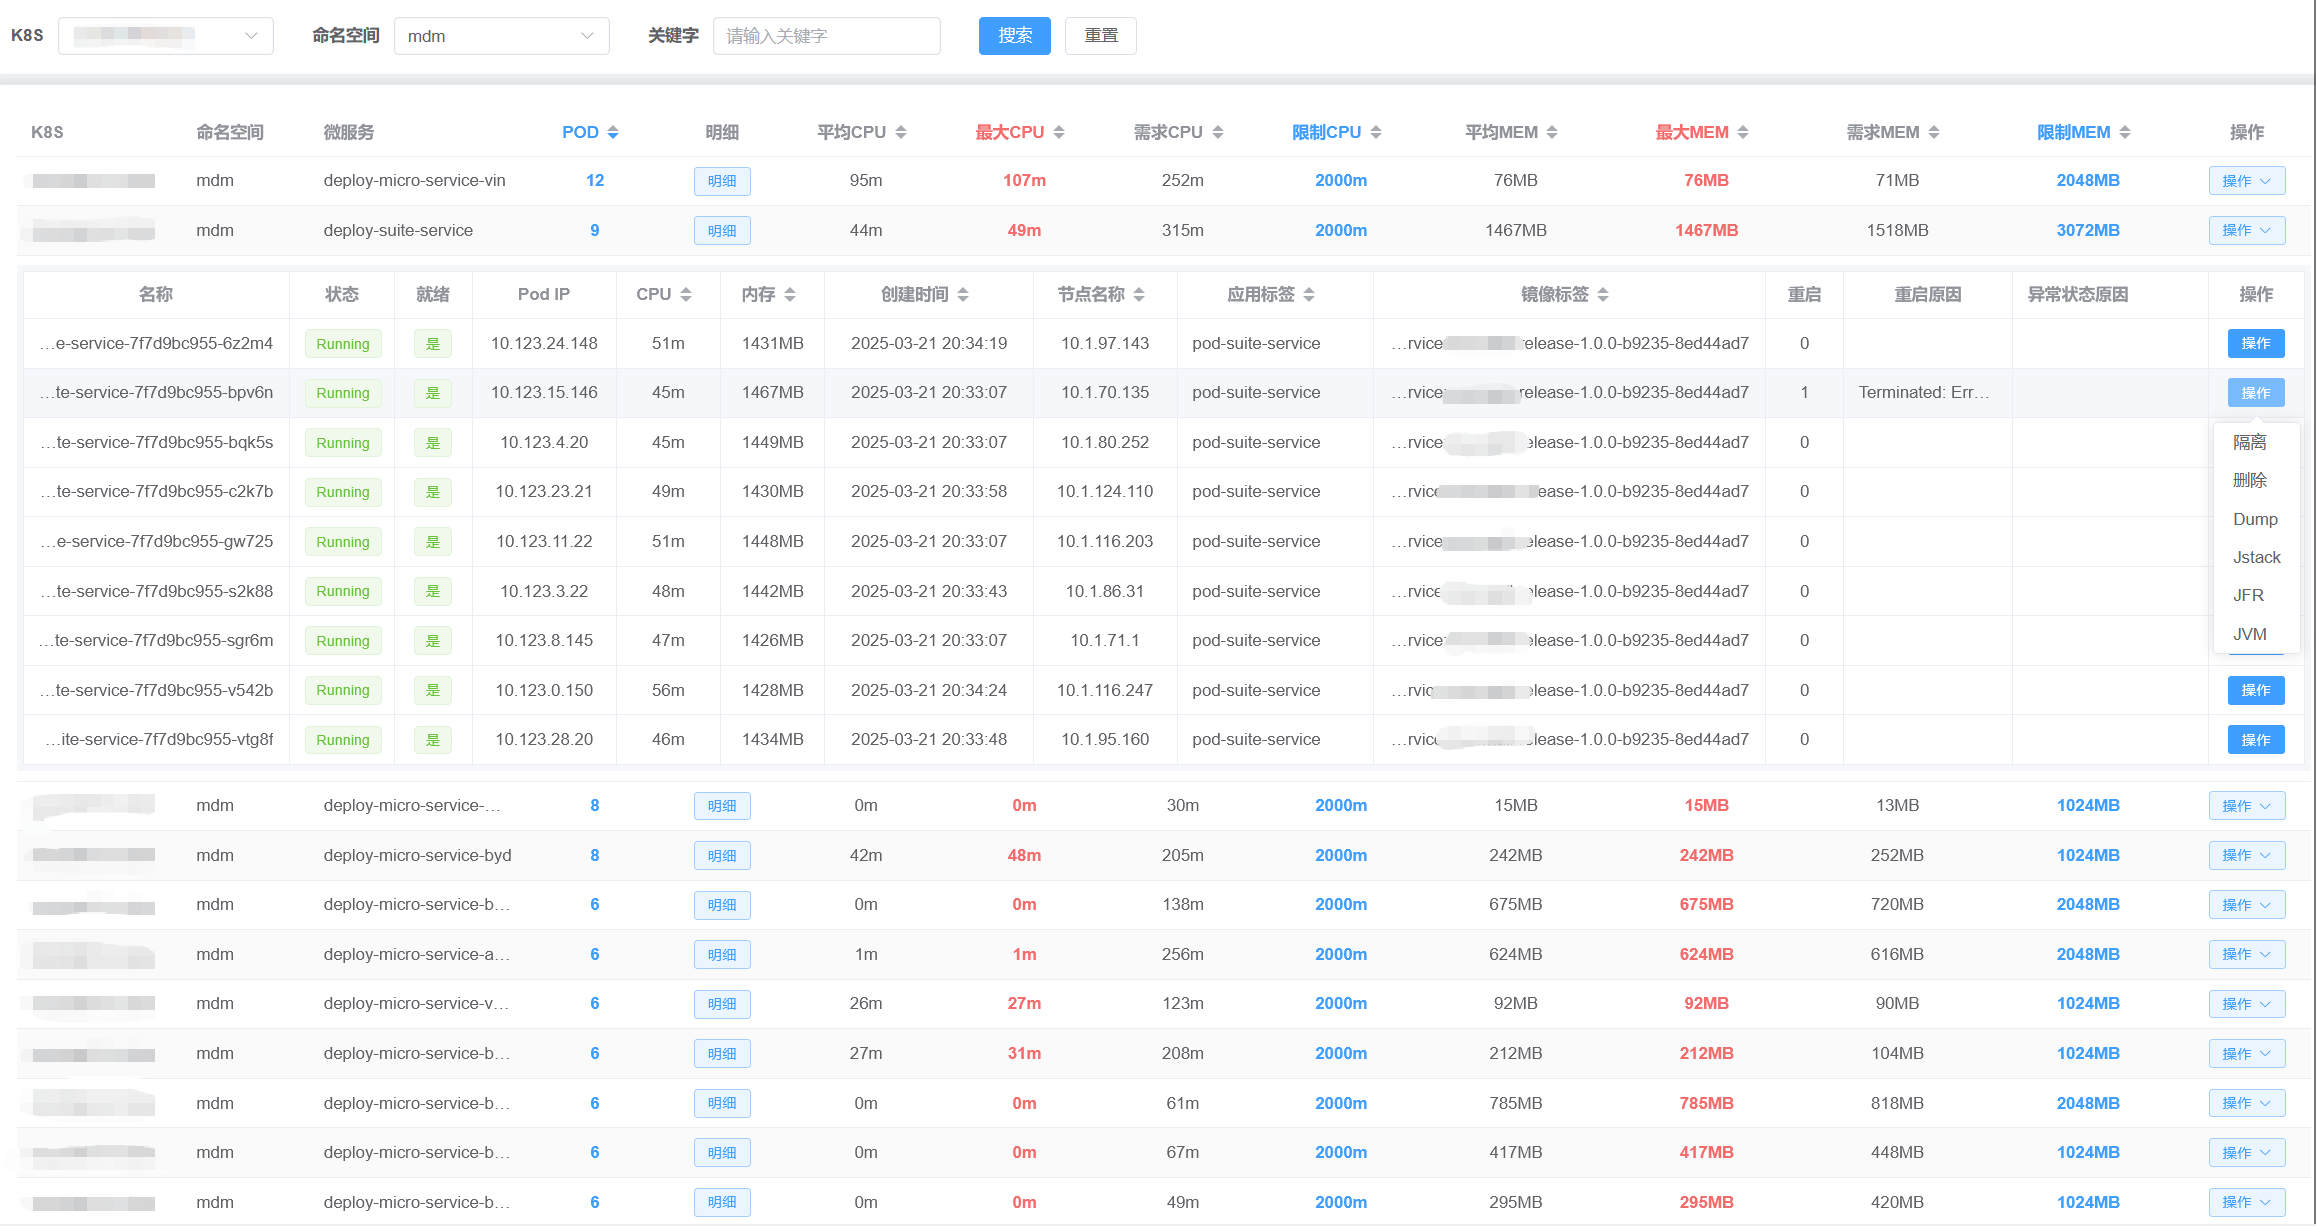 K8S 命名空间 mdm 关键字 请输入关键字 搜索 重置
K8S 命名空间 微服务 POD 明细 平均CPU 最大CPU 需求CPU 限制CPU 平均MEM 最大MEM 需求MEM 限制MEM 操作
mdm deploy-micro-service-vin 12 明细 95m 107m 252m 2000m 76MB 76MB 71MB 2048MB 操作
mdm deploy-suite-service 9 明细 44m 49m 315m 2000m 1467MB 1467MB 1518MB 3072MB 操作
名称 状态 就绪 Pod IP CPU 内存 创建时间 节点名称 应用标签 镜像标签 重启 重启原因 异常状态原因 操作
...e-service-7f7d9bc955-6z2m4 Running 是 10.123.24.148 51m 1431MB 2025-03-21 20:34:19 10.1.97.143 pod-suite-service ...rvice elease-1.0.0-b9235-8ed44ad7 0 操作
...te-service-7f7d9bc955-bpv6n Running 是 10.123.15.146 45m 1467MB 2025-03-21 20:33:07 10.1.70.135 pod-suite-service ...rvice release-1.0.0-b9235-8ed44ad7 1 Terminated: Err... 操作
...te-service-7f7d9bc955-bqk5s Running 是 10.123.4.20 45m 1449MB 2025-03-21 20:33:07 10.1.80.252 pod-suite-service ...rvice elease-1.0.0-b9235-8ed44ad7 0 隔离
...te-service-7f7d9bc955-c2k7b Running 是 10.123.23.21 49m 1430MB 2025-03-21 20:33:58 10.1.124.110 pod-suite-service ...rvice ease-1.0.0-b9235-8ed44ad7 0 删除
Dump
...e-service-7f7d9bc955-gw725 Running 是 10.123.11.22 51m 1448MB 2025-03-21 20:33:07 10.1.116.203 pod-suite-service ...rvice elease-1.0.0-b9235-8ed44ad7 0 Jstack
...te-service-7f7d9bc955-s2k88 Running 是 10.123.3.22 48m 1442MB 2025-03-21 20:33:43 10.1.86.31 pod-suite-service ...rvice elease-1.0.0-b9235-8ed44ad7 0 JFR
...te-service-7f7d9bc955-sgr6m Running 是 10.123.8.145 47m 1426MB 2025-03-21 20:33:07 10.1.71.1 pod-suite-service ...rvice elease-1.0.0-b9235-8ed44ad7 0 JVM
...te-service-7f7d9bc955-v542b Running 是 10.123.0.150 56m 1428MB 2025-03-21 20:34:24 10.1.116.247 pod-suite-service ...rvic elease-1.0.0-b9235-8ed44ad7 0 操作
...ite-service-7f7d9bc955-vtg8f Running 是 10.123.28.20 46m 1434MB 2025-03-21 20:33:48 10.1.95.160 pod-suite-service ...rvic elease-1.0.0-b9235-8ed44ad7 0 操作
mdm deploy-micro-service-... 8 明细 0m 0m 30m 2000m 15MB 15MB 13MB 1024MB 操作
mdm deploy-micro-service-byd 8 明细 42m 48m 205m 2000m 242MB 242MB 252MB 1024MB 操作
mdm deploy-micro-service-b... 6 明细 0m 0m 138m 2000m 675MB 675MB 720MB 2048MB 操作
mdm deploy-micro-service-a... 6 明细 1m 1m 256m 2000m 624MB 624MB 616MB 2048MB 操作
mdm deploy-micro-service-v... 6 明细 26m 27m 123m 2000m 92MB 92MB 90MB 1024MB 操作
mdm deploy-micro-service-b... 6 明细 27m 31m 208m 2000m 212MB 212MB 104MB 1024MB 操作
mdm deploy-micro-service-b... 6 明细 0m 0m 61m 2000m 785MB 785MB 818MB 2048MB 操作
mdm deploy-micro-service-b... 6 明细 0m 0m 67m 2000m 417MB 417MB 448MB 1024MB 操作
mdm deploy-micro-service-b... 6 明细 0m 0m 49m 2000m 295MB 295MB 420MB 1024MB 操作